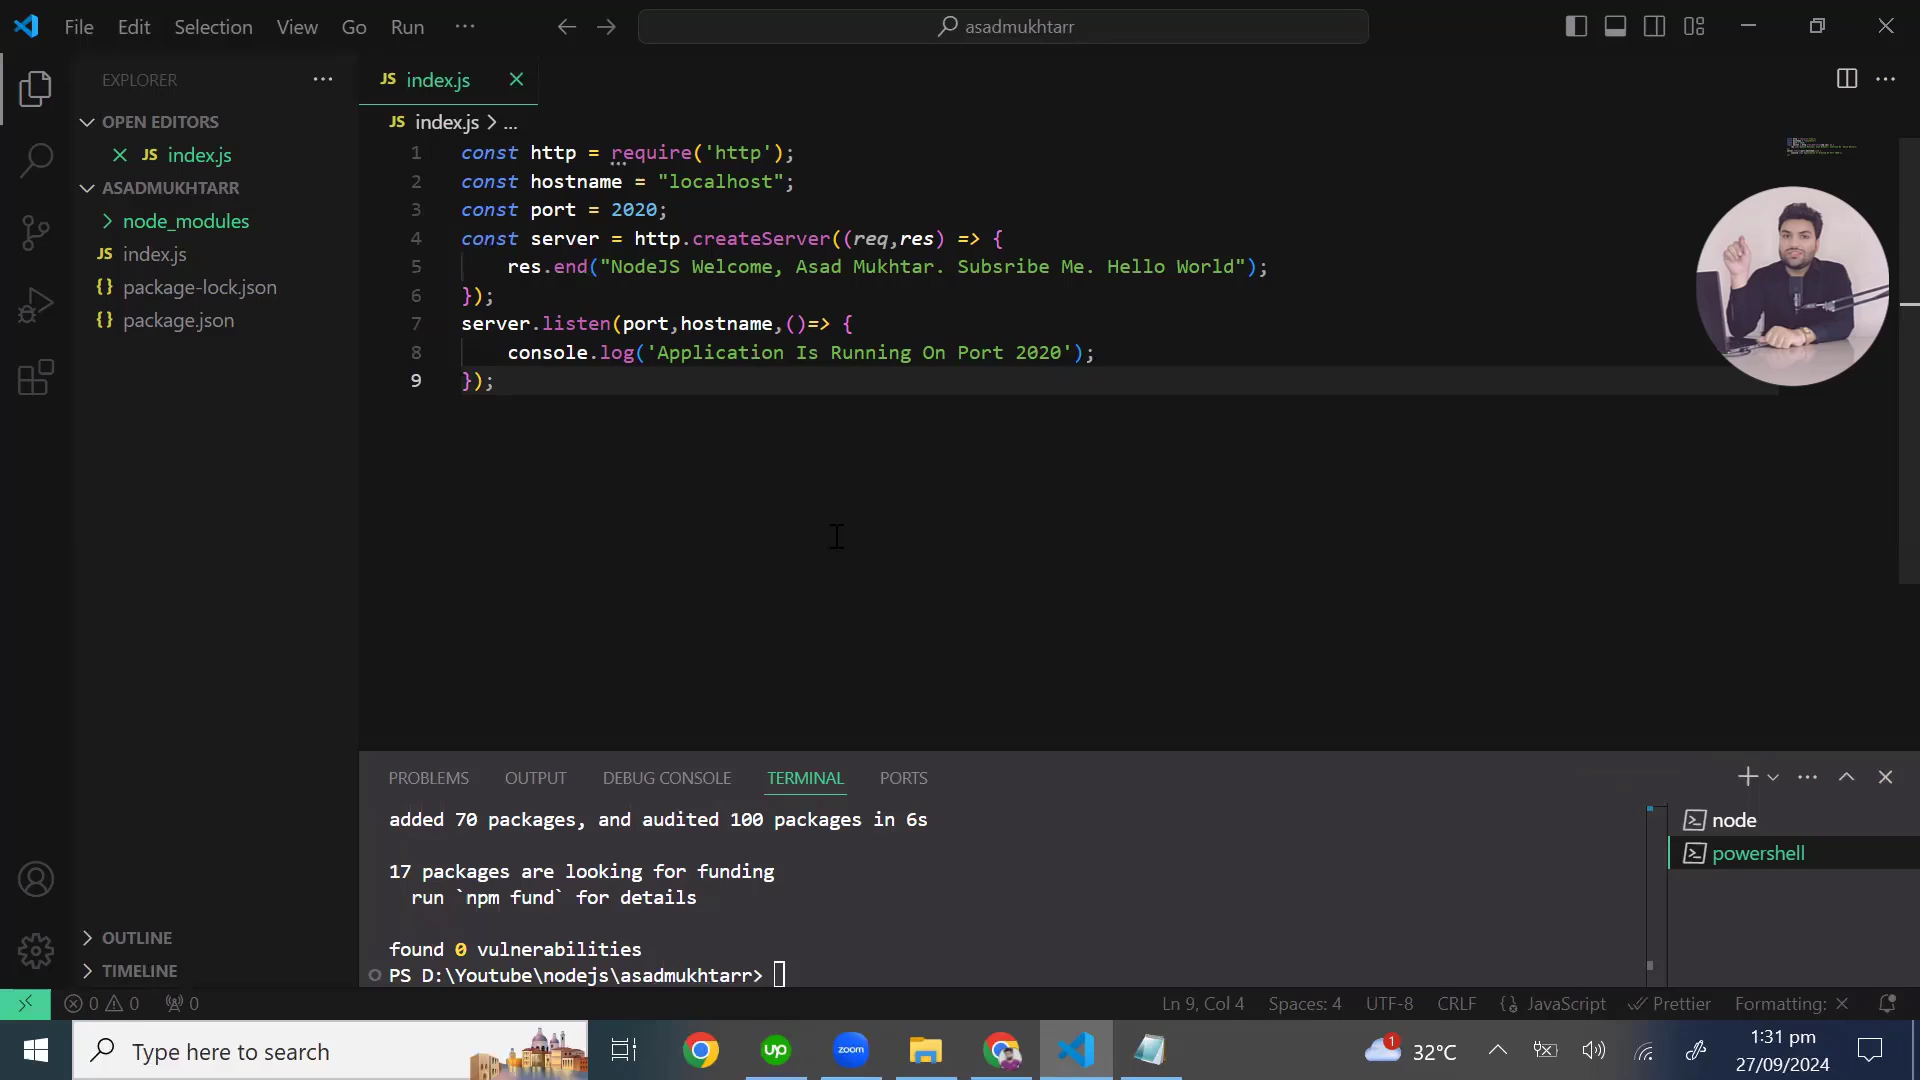 File Edit Selection View Go Run ...
asadmukhtarr
EXPLORER ...
OPEN EDITORS
JS index.js
ASADMUKHTARR
node_modules
JS index.js
{} package-lock.json
{} package.json
OUTLINE
TIMELINE
JS index.js
JS index.js > ...
1 const http = require('http');
2 const hostname = "localhost";
3 const port = 2020;
4 const server = http.createServer((req,res) => {
5 res.end("NodeJS Welcome, Asad Mukhtar. Subsribe Me. Hello World");
6 });
7 server.listen(port,hostname,()=> {
8 console.log('Application Is Running On Port 2020');
9 });
PROBLEMS OUTPUT DEBUG CONSOLE TERMINAL PORTS
added 70 packages, and audited 100 packages in 6s
17 packages are looking for funding
run `npm fund` for details
found 0 vulnerabilities
PS D:\Youtube\nodejs\asadmukhtarr>
node
powershell
0 0 0
Ln 9, Col 4 Spaces: 4 UTF-8 CRLF {} JavaScript Prettier Formatting: ×
Type here to search
up
zoom
1
32°C
1:31 pm
27/09/2024